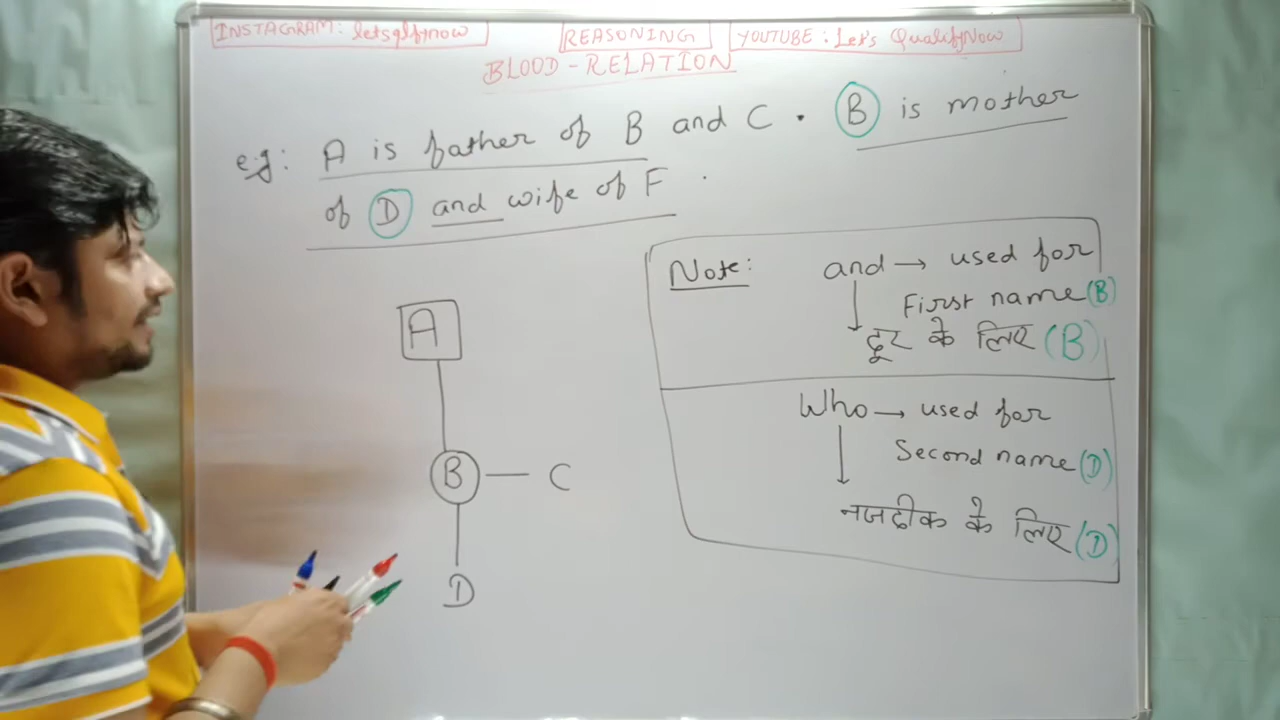 INSTAGRAM: letsqlfynow
REASONING
YOUTUBE: Let's QualifyNow
BLOOD-RELATION
e.g: A is father of B and C. B is mother
of D and wife of F.
Note: and → used for
First name (B)
दूर के लिए (B)
Who → used for
Second name (D)
नजदीक के लिए (D)
A
B — C
D